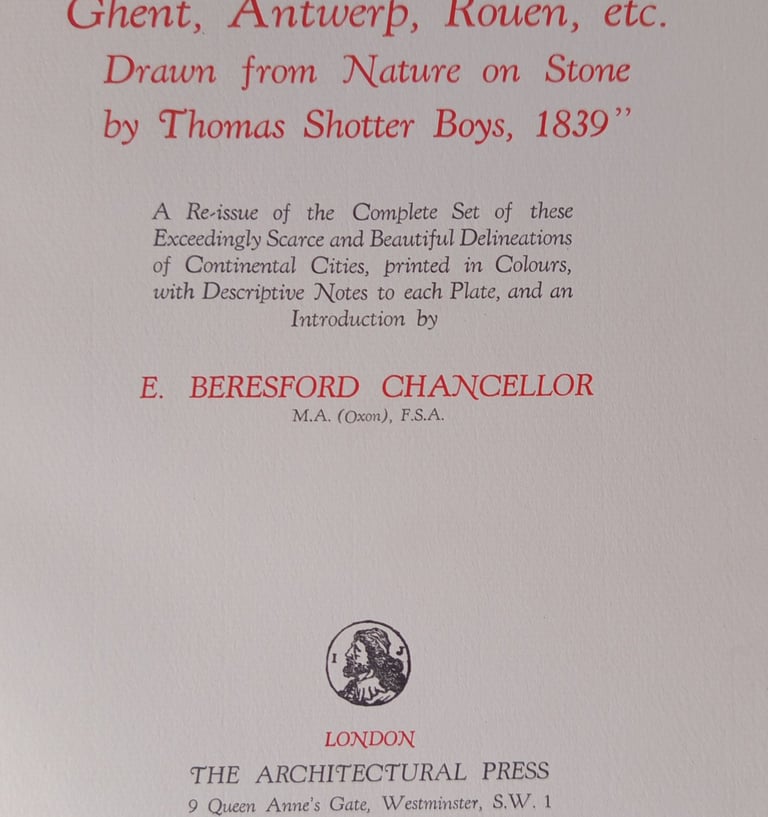 Ghent, Antwerp, Rouen, etc.
Drawn from Nature on Stone
by Thomas Shotter Boys, 1839"
A Re-issue of the Complete Set of these
Exceedingly Scarce and Beautiful Delineations
of Continental Cities, printed in Colours,
with Descriptive Notes to each Plate, and an
Introduction by
E. BERESFORD CHANCELLOR
M.A. (Oxon), F.S.A.
I J
LONDON
THE ARCHITECTURAL PRESS
9 Queen Anne's Gate, Westminster, S.W. 1